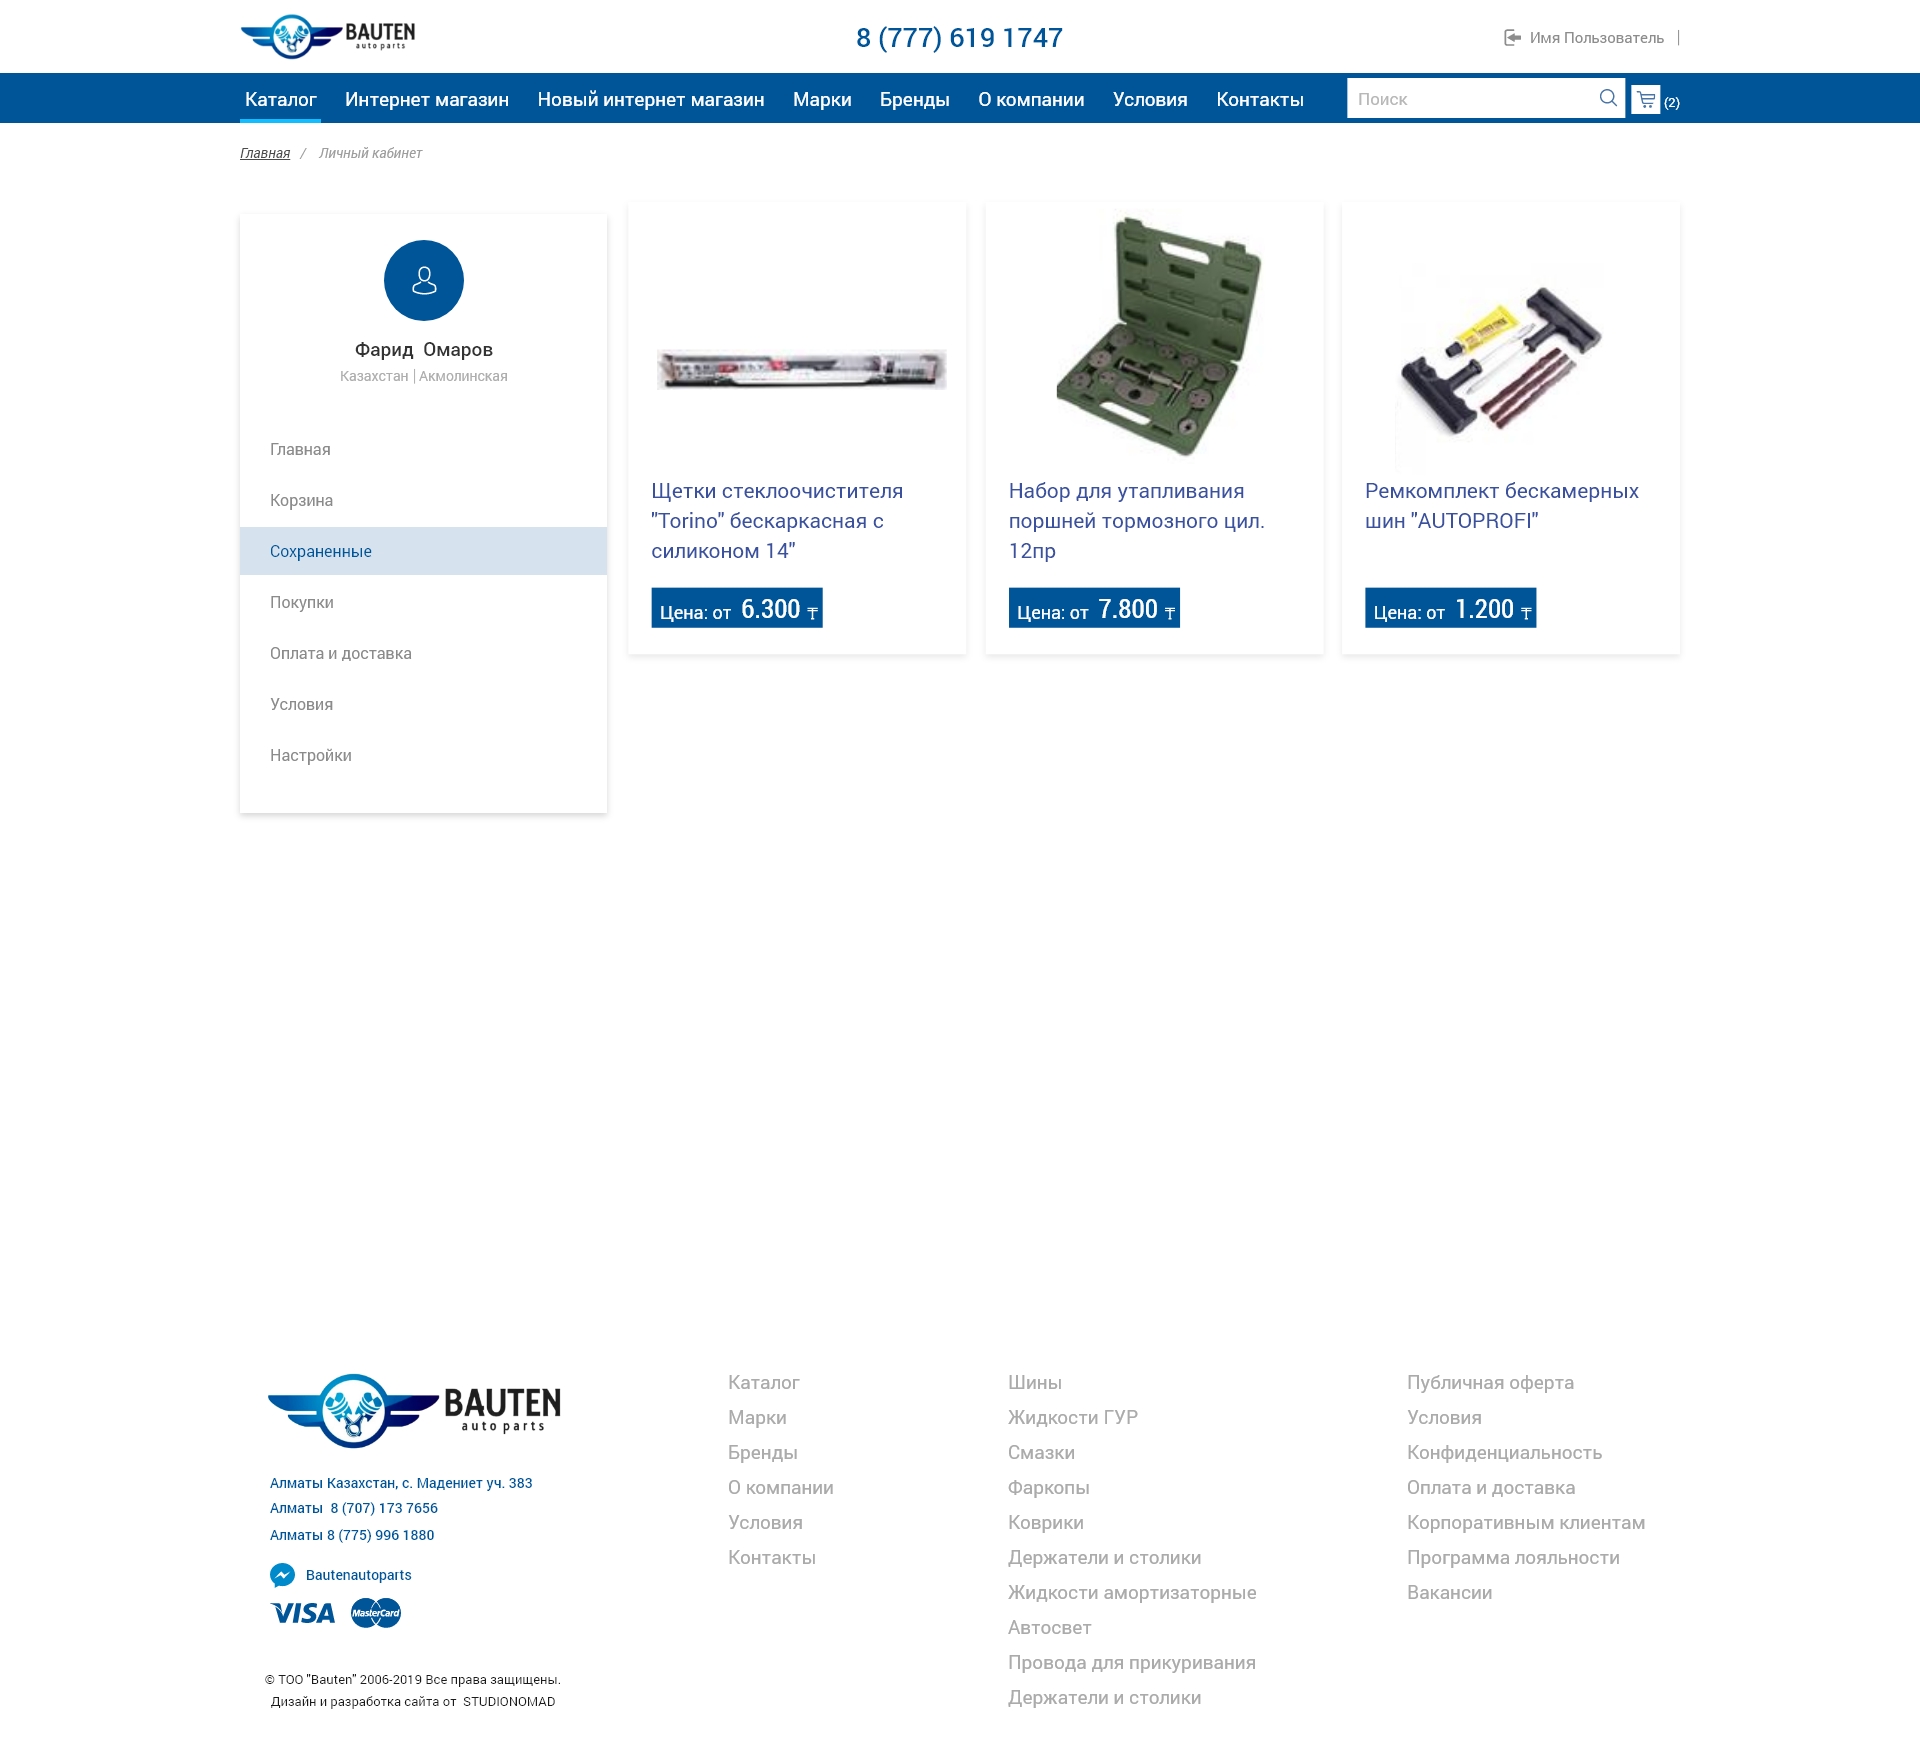 BAUTEN
auto parts
8 (777) 619 1747
Имя Пользователь
Каталог
Интернет магазин
Новый интернет магазин
Марки
Бренды
О компании
Условия
Контакты
Поиск
(2)
Главная / Личный кабинет
Фарид Омаров
Казахстан | Акмолинская
Главная
Корзина
Сохраненные
Покупки
Оплата и доставка
Условия
Настройки
Щетки стеклоочистителя
"Torino" бескаркасная с
силиконом 14"
Цена: от 6.300 ₸
Набор для утапливания
поршней тормозного цил.
12пр
Цена: от 7.800 ₸
Ремкомплект бескамерных
шин "AUTOPROFI"
Цена: от 1.200 ₸
BAUTEN
auto parts
Алматы Казахстан, с. Мадениет уч. 383
Алматы 8 (707) 173 7656
Алматы 8 (775) 996 1880
Bautenautoparts
VISA MasterCard
© ТОО "Bauten" 2006-2019 Все права защищены.
Дизайн и разработка сайта от STUDIONOMAD
Каталог
Марки
Бренды
О компании
Условия
Контакты
Шины
Жидкости ГУР
Смазки
Фаркопы
Коврики
Держатели и столики
Жидкости амортизаторные
Автосвет
Провода для прикуривания
Держатели и столики
Публичная оферта
Условия
Конфиденциальность
Оплата и доставка
Корпоративным клиентам
Программа лояльности
Вакансии